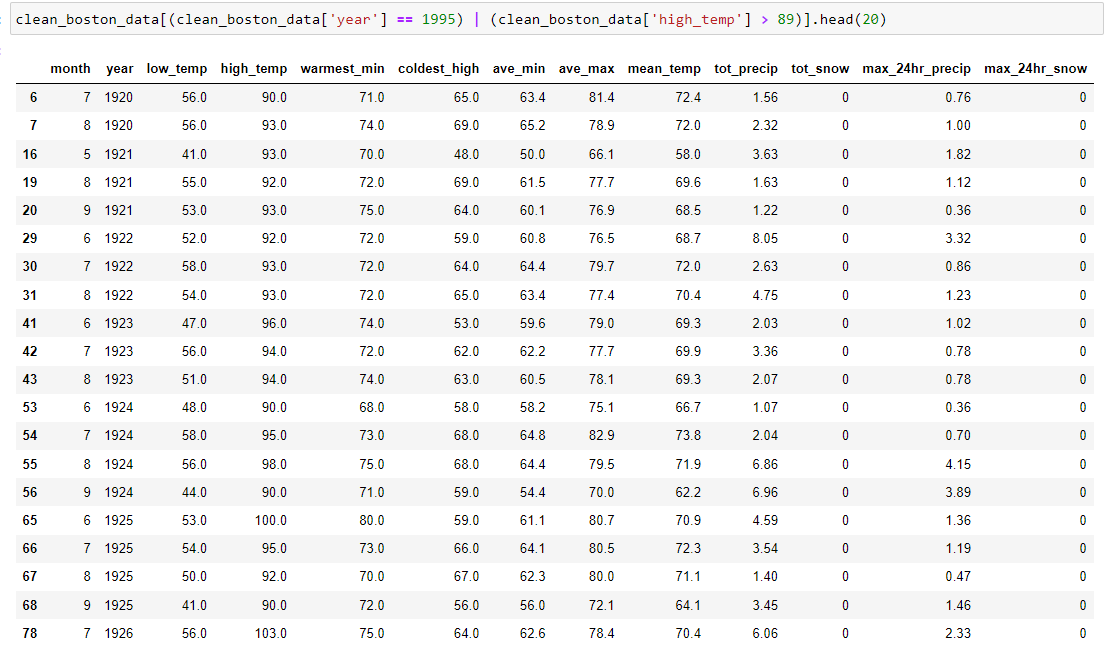 clean_boston_data[(clean_boston_data['year'] == 1995) | (clean_boston_data['high_temp'] > 89)].head(20)
month year low_temp high_temp warmest_min coldest_high ave_min ave_max mean_temp tot_precip tot_snow max_24hr_precip max_24hr_snow
6 7 1920 56.0 90.0 71.0 65.0 63.4 81.4 72.4 1.56 0 0.76 0
7 8 1920 56.0 93.0 74.0 69.0 65.2 78.9 72.0 2.32 0 1.00 0
16 5 1921 41.0 93.0 70.0 48.0 50.0 66.1 58.0 3.63 0 1.82 0
19 8 1921 55.0 92.0 72.0 69.0 61.5 77.7 69.6 1.63 0 1.12 0
20 9 1921 53.0 93.0 75.0 64.0 60.1 76.9 68.5 1.22 0 0.36 0
29 6 1922 52.0 92.0 72.0 59.0 60.8 76.5 68.7 8.05 0 3.32 0
30 7 1922 58.0 93.0 72.0 64.0 64.4 79.7 72.0 2.63 0 0.86 0
31 8 1922 54.0 93.0 72.0 65.0 63.4 77.4 70.4 4.75 0 1.23 0
41 6 1923 47.0 96.0 74.0 53.0 59.6 79.0 69.3 2.03 0 1.02 0
42 7 1923 56.0 94.0 72.0 62.0 62.2 77.7 69.9 3.36 0 0.78 0
43 8 1923 51.0 94.0 74.0 63.0 60.5 78.1 69.3 2.07 0 0.78 0
53 6 1924 48.0 90.0 68.0 58.0 58.2 75.1 66.7 1.07 0 0.36 0
54 7 1924 58.0 95.0 73.0 68.0 64.8 82.9 73.8 2.04 0 0.70 0
55 8 1924 56.0 98.0 75.0 68.0 64.4 79.5 71.9 6.86 0 4.15 0
56 9 1924 44.0 90.0 71.0 59.0 54.4 70.0 62.2 6.96 0 3.89 0
65 6 1925 53.0 100.0 80.0 59.0 61.1 80.7 70.9 4.59 0 1.36 0
66 7 1925 54.0 95.0 73.0 66.0 64.1 80.5 72.3 3.54 0 1.19 0
67 8 1925 50.0 92.0 70.0 67.0 62.3 80.0 71.1 1.40 0 0.47 0
68 9 1925 41.0 90.0 72.0 56.0 56.0 72.1 64.1 3.45 0 1.46 0
78 7 1926 56.0 103.0 75.0 64.0 62.6 78.4 70.4 6.06 0 2.33 0